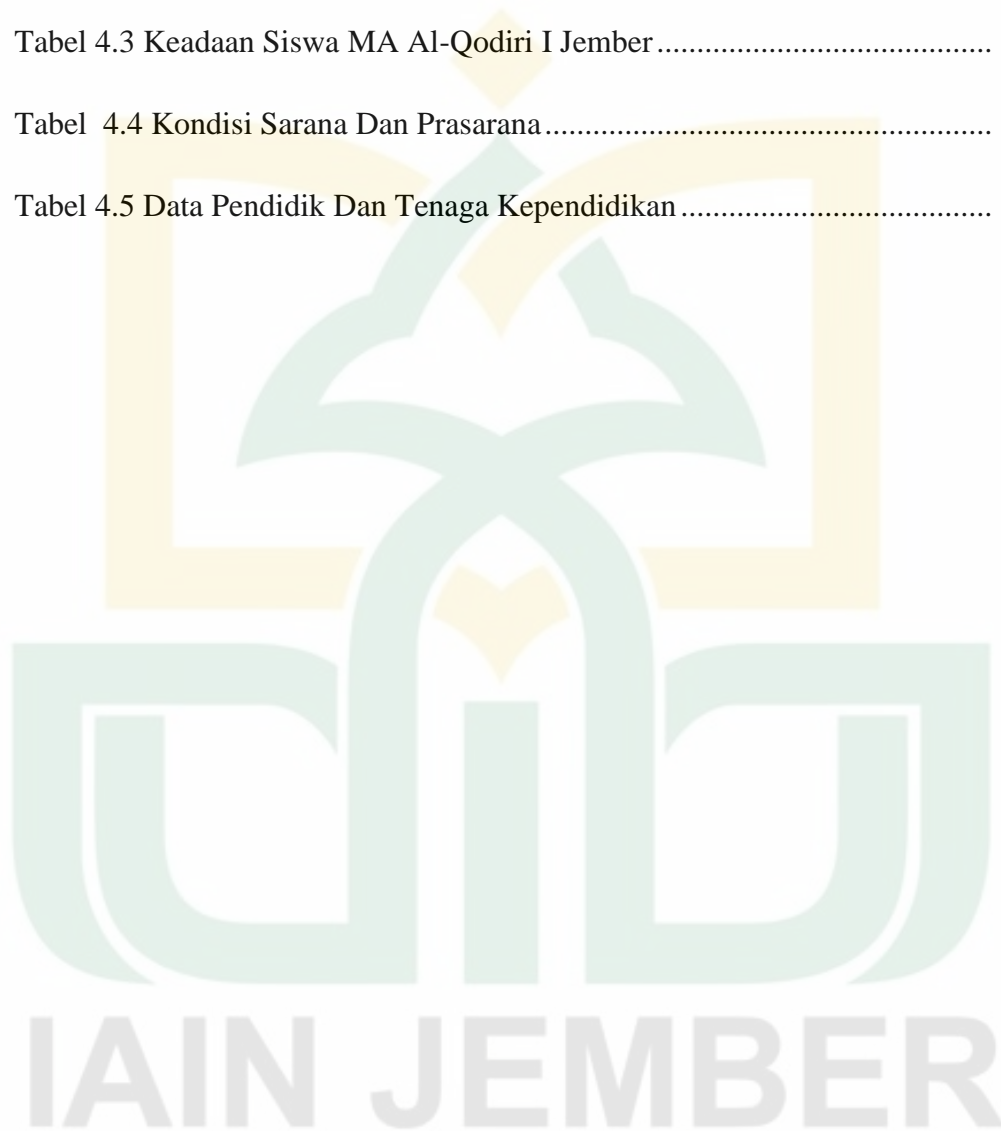 Tabel 4.3 Keadaan Siswa MA Al-Qodiri I Jember.........................................
Tabel  4.4 Kondisi Sarana Dan Prasarana.......................................................
Tabel 4.5 Data Pendidik Dan Tenaga Kependidikan......................................
IAIN JEMBER